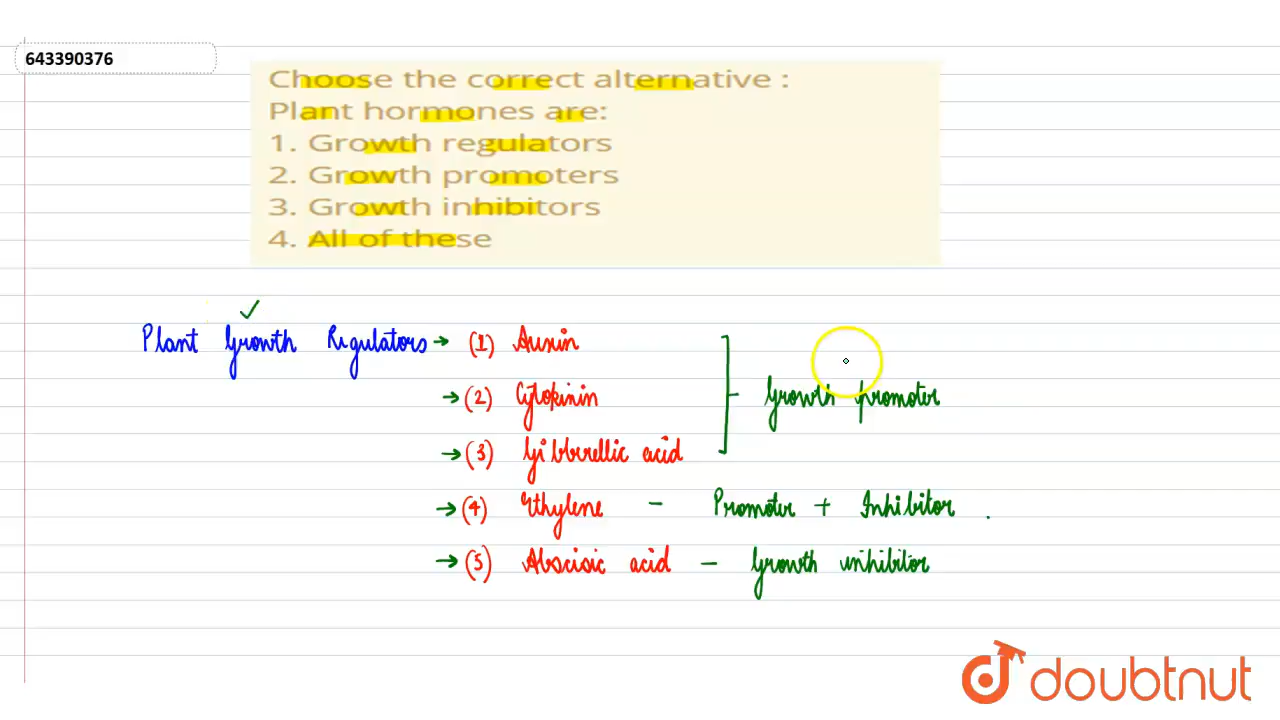 643390376
Choose the correct alternative :
Plant hormones are:
1. Growth regulators
2. Growth promoters
3. Growth inhibitors
4. All of these
✓
Plant Growth Regulators → (1) Auxin
→ (2) Cytokinin
Growth promoter
→ (3) Gibberellic acid
→ (4) Ethylene - Promoter + Inhibitor .
→ (5) Abscisic acid - Growth inhibitor
doubtnut